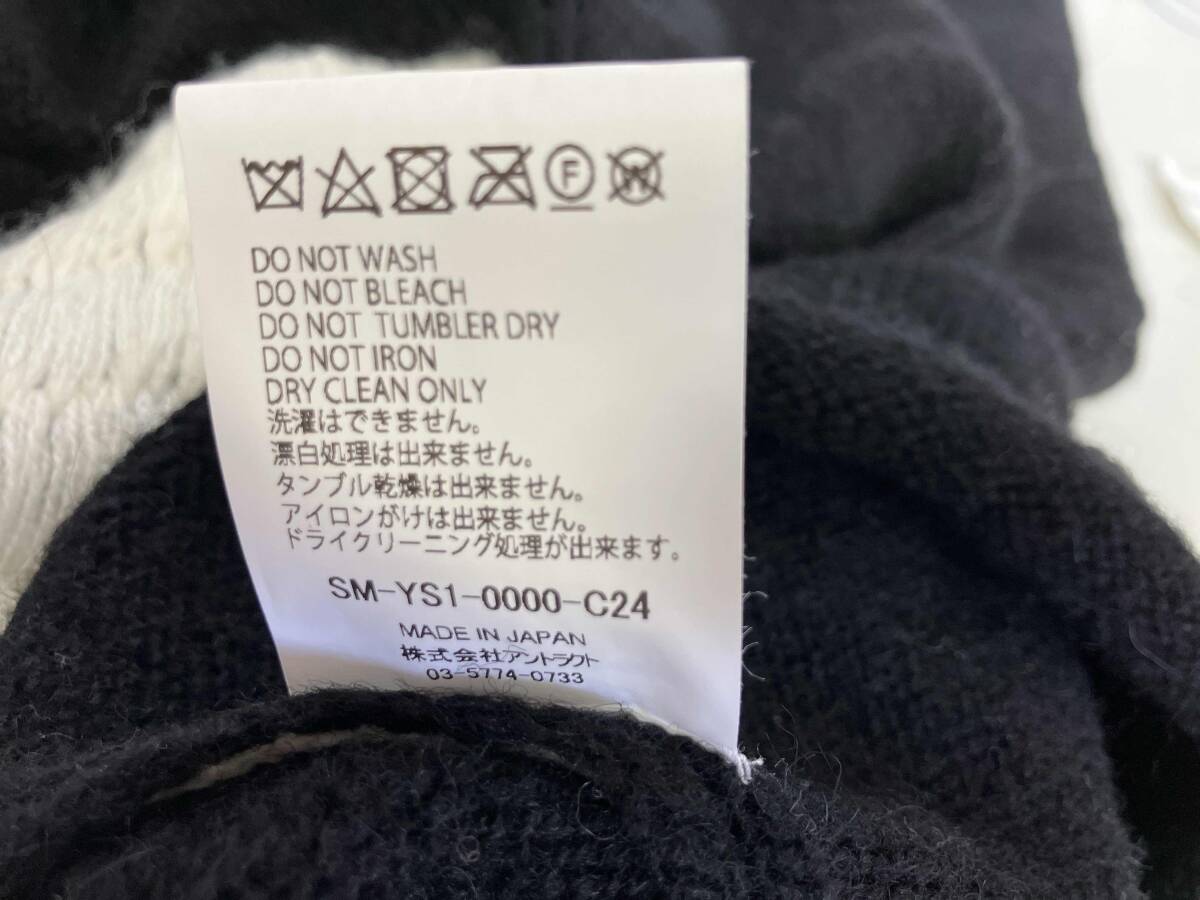 F W
DO NOT WASH
DO NOT BLEACH
DO NOT TUMBLER DRY
DO NOT IRON
DRY CLEAN ONLY
洗濯はできません。
漂白処理は出来ません。
タンブル乾燥は出来ません。
アイロンがけは出来ません。
ドライクリーニング処理が出来ます。
SM-YS1-0000-C24
MADE IN JAPAN
株式会社アントラクト
03-5774-0733